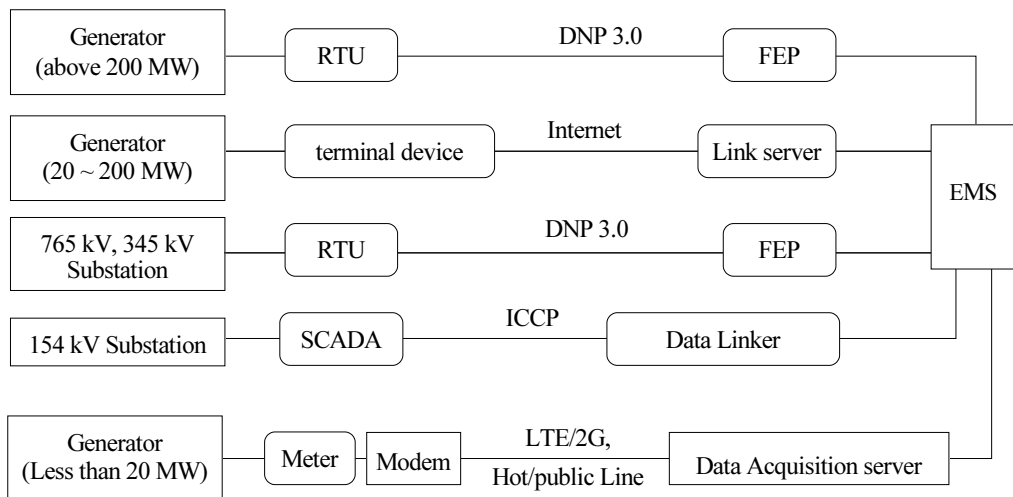 Generator
(above 200 MW)
RTU
DNP 3.0
FEP
Generator
(20 ~ 200 MW)
terminal device
Internet
Link server
EMS
765 kV, 345 kV
Substation
RTU
DNP 3.0
FEP
154 kV Substation
SCADA
ICCP
Data Linker
Generator
(Less than 20 MW)
Meter
Modem
LTE/2G,
Hot/public Line
Data Acquisition server